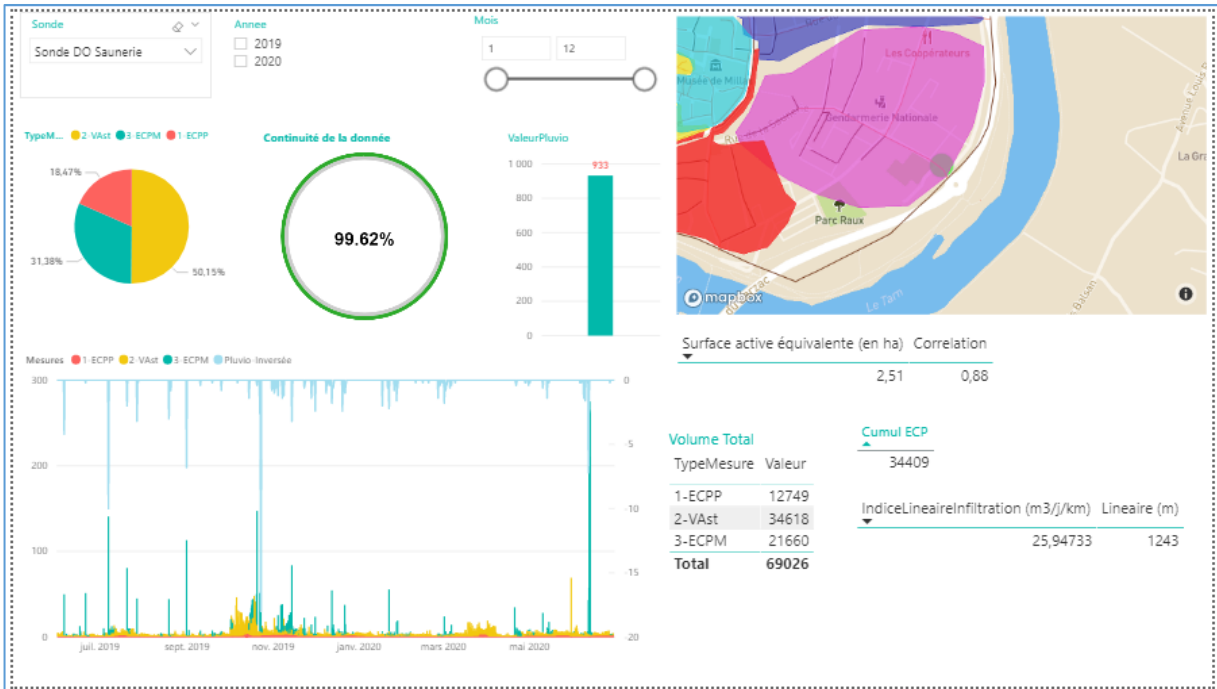 Sonde
Sonde DO Saunerie
Annee
2019
2020
Mois
1 12
TypeM... 2-VAst 3-ECPM 1-ECPP
18,47%
31,38%
50,15%
Continuité de la donnée
99.62%
ValeurPluvio
1 000
933
800
600
400
200
0
Les Coopérateurs
Musée de Milla
Gendarmerie Nationale
Parc Raux
Avenue Louis
La Gra
Balsan
Le Tarn
mapbox
Surface active équivalente (en ha) Correlation
2,51 0,88
Mesures 1-ECPP 2-VAst 3-ECPM Pluvio-Inversée
300
200
100
0
0
-5
-10
-15
-20
juil. 2019 sept. 2019 nov. 2019 janv. 2020 mars 2020 mai 2020
Volume Total
TypeMesure Valeur
1-ECPP 12749
2-VAst 34618
3-ECPM 21660
Total 69026
Cumul ECP
34409
IndiceLineaireInfiltration (m3/j/km) Lineaire (m)
25,94733 1243